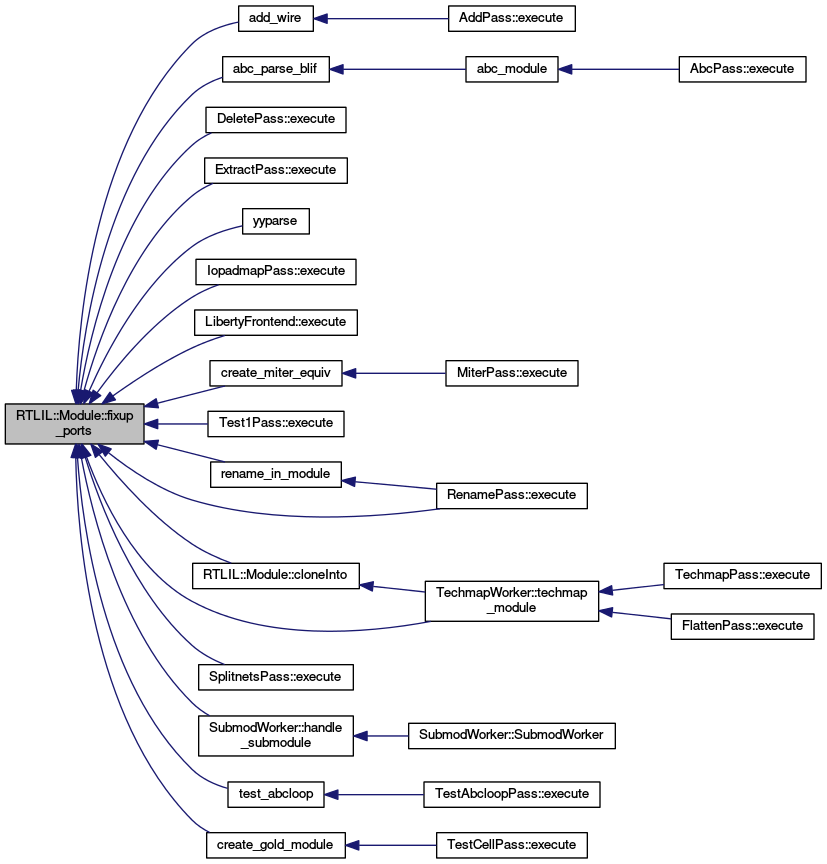 add_wire
AddPass::execute
abc_parse_blif
abc_module
AbcPass::execute
DeletePass::execute
ExtractPass::execute
yyparse
IopadmapPass::execute
LibertyFrontend::execute
create_miter_equiv
MiterPass::execute
RTLIL::Module::fixup
_ports
Test1Pass::execute
rename_in_module
RenamePass::execute
RTLIL::Module::cloneInto
TechmapWorker::techmap
_module
TechmapPass::execute
FlattenPass::execute
SplitnetsPass::execute
SubmodWorker::handle
_submodule
SubmodWorker::SubmodWorker
test_abcloop
TestAbcloopPass::execute
create_gold_module
TestCellPass::execute